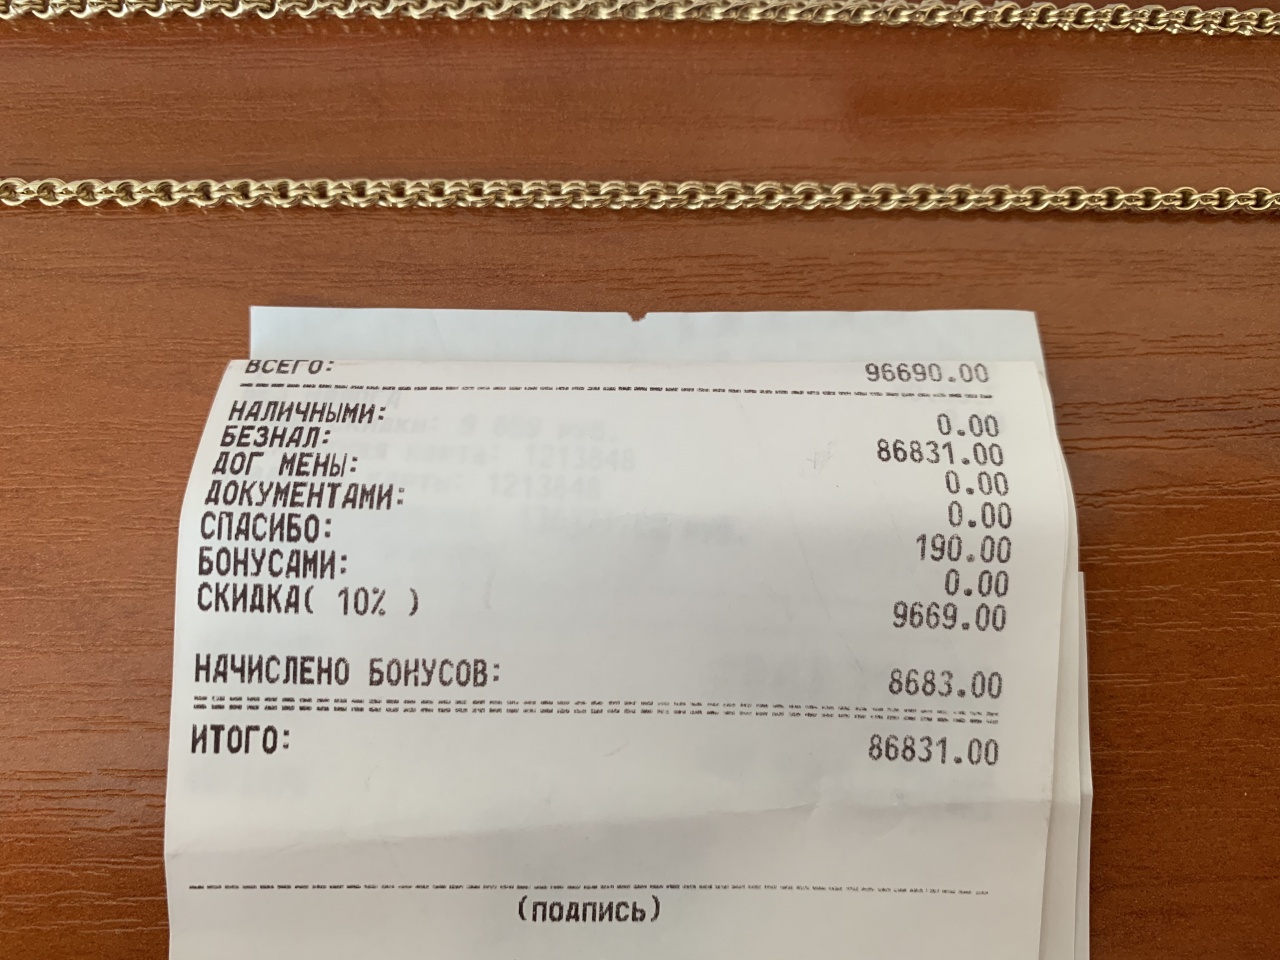 ВСЕГО: 96690.00
НАЛИЧНЫМИ: 0.00
БЕЗНАЛ: 86831.00
ДОГ МЕНЫ: 0.00
ДОКУМЕНТАМИ: 0.00
СПАСИБО: 190.00
БОНУСАМИ: 0.00
СКИДКА( 10% ) 9669.00
НАЧИСЛЕНО БОНУСОВ: 8683.00
ИТОГО: 86831.00
(ПОДПИСЬ)